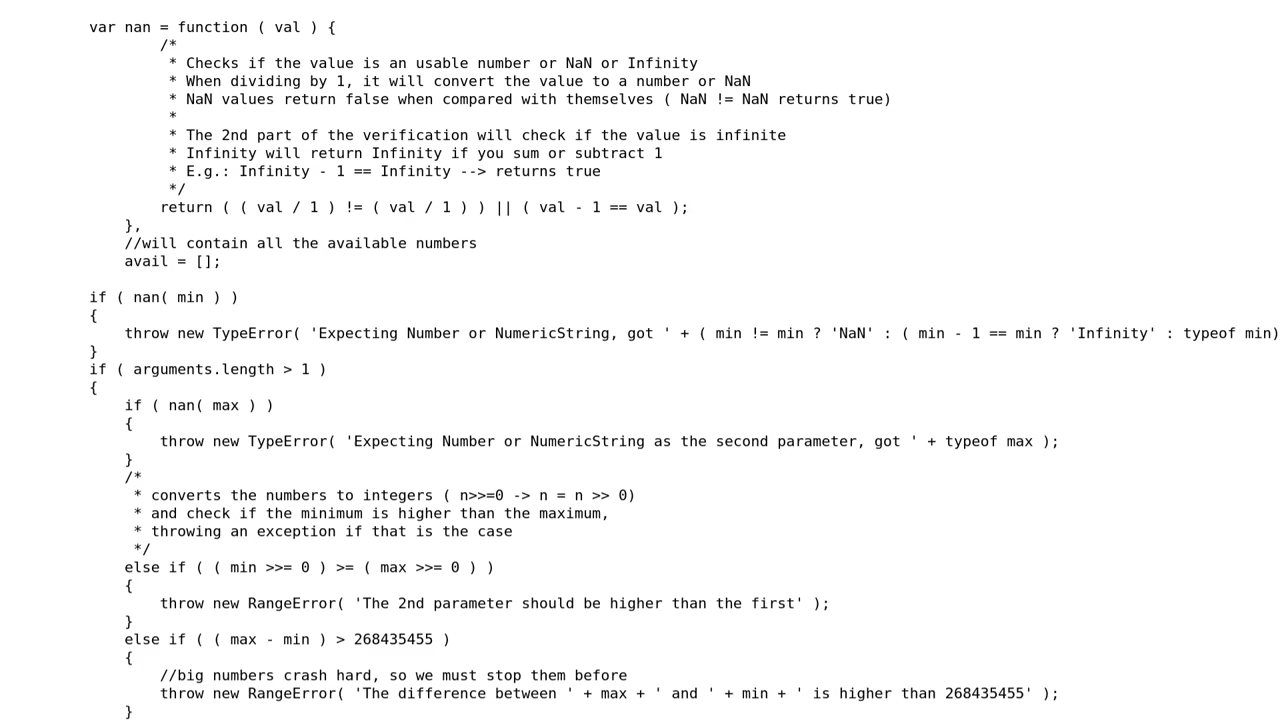 var nan = function ( val ) {
/*
* Checks if the value is an usable number or NaN or Infinity
* When dividing by 1, it will convert the value to a number or NaN
* NaN values return false when compared with themselves ( NaN != NaN returns true)
*
* The 2nd part of the verification will check if the value is infinite
* Infinity will return Infinity if you sum or subtract 1
* E.g.: Infinity - 1 == Infinity --> returns true
*/
return ( ( val / 1 ) != ( val / 1 ) ) || ( val - 1 == val );
},
//will contain all the available numbers
avail = [];
if ( nan( min ) )
{
throw new TypeError( 'Expecting Number or NumericString, got ' + ( min != min ? 'NaN' : ( min - 1 == min ? 'Infinity' : typeof min)
}
if ( arguments.length > 1 )
{
if ( nan( max ) )
{
throw new TypeError( 'Expecting Number or NumericString as the second parameter, got ' + typeof max );
}
/*
* converts the numbers to integers ( n>>=0 -> n = n >> 0)
* and check if the minimum is higher than the maximum,
* throwing an exception if that is the case
*/
else if ( ( min >>= 0 ) >= ( max >>= 0 ) )
{
throw new RangeError( 'The 2nd parameter should be higher than the first' );
}
else if ( ( max - min ) > 268435455 )
{
//big numbers crash hard, so we must stop them before
throw new RangeError( 'The difference between ' + max + ' and ' + min + ' is higher than 268435455' );
}